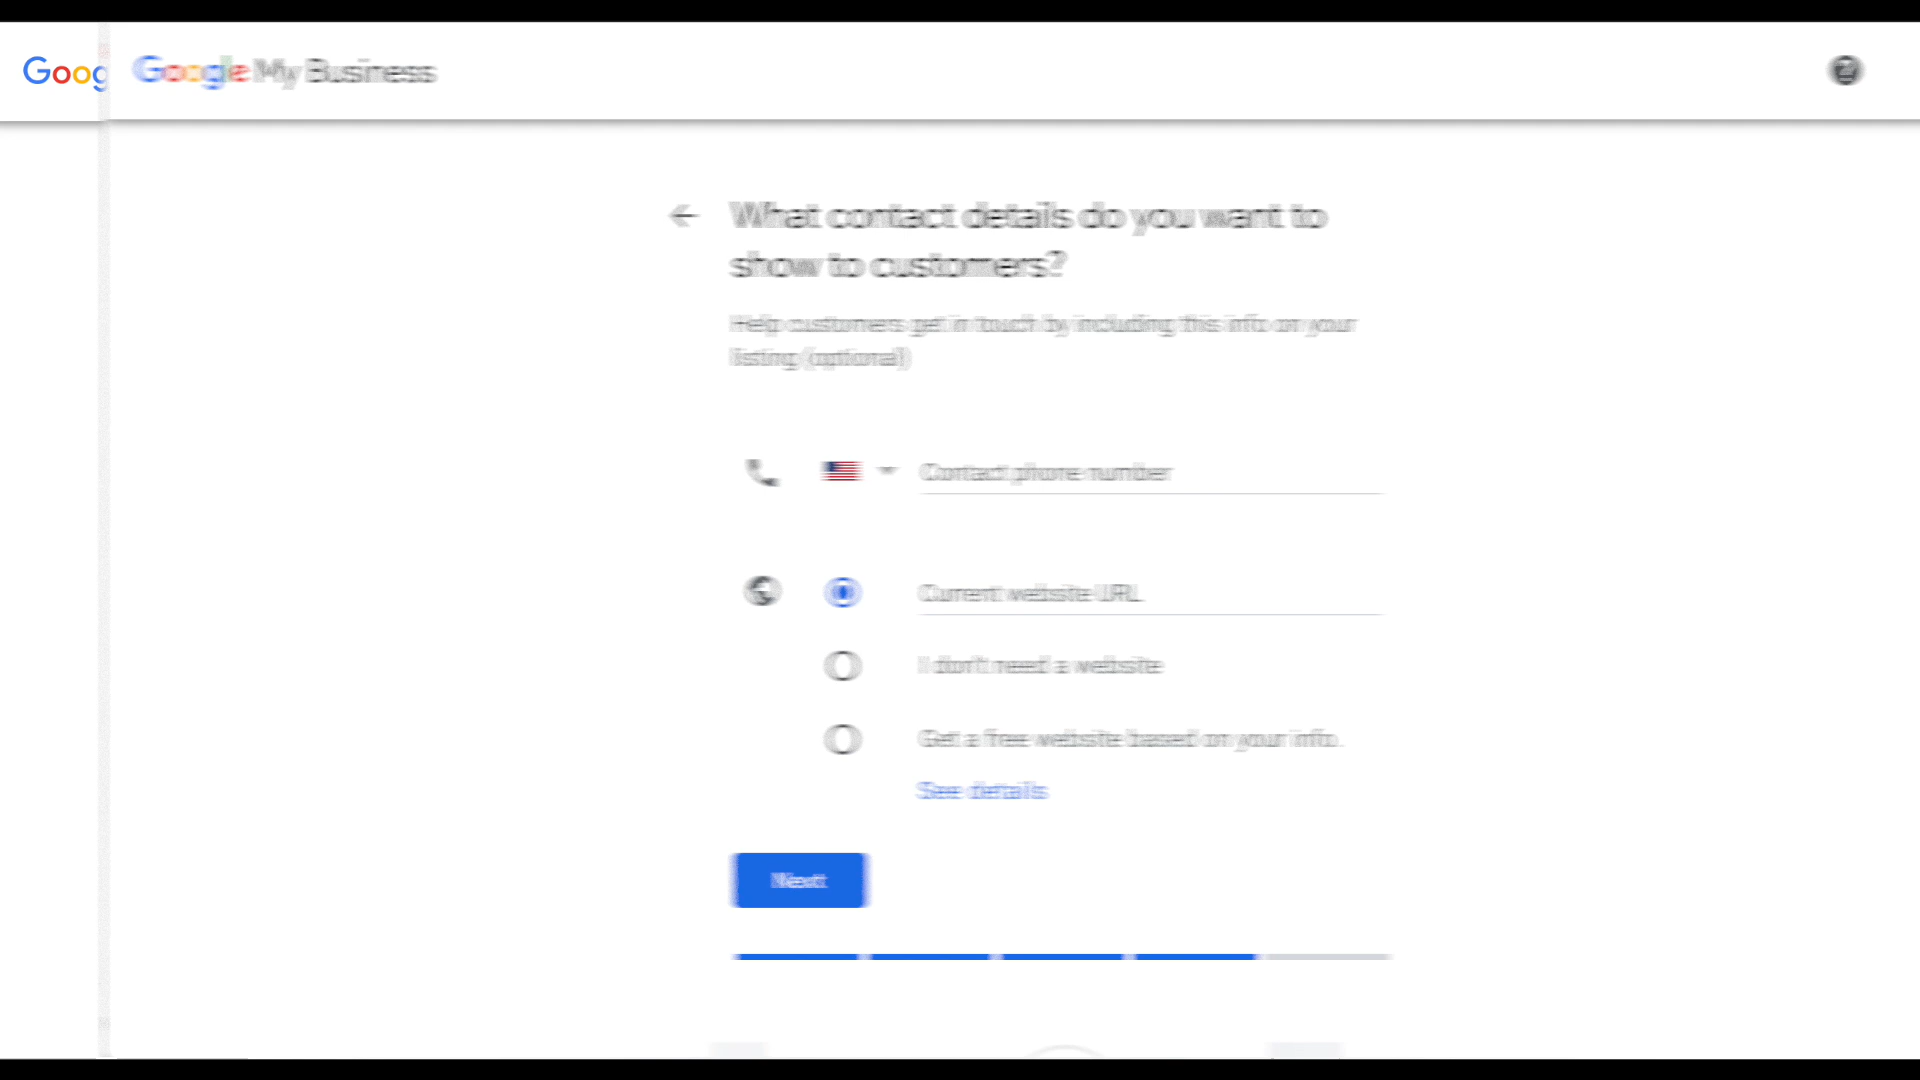 Goog
Google My Business
What contact details do you want to
show to customers?
Help customers get in touch by including this info on your
listing (optional)
Contact phone number
Current website URL
I don't need a website
Get a free website based on your info.
See details
Next